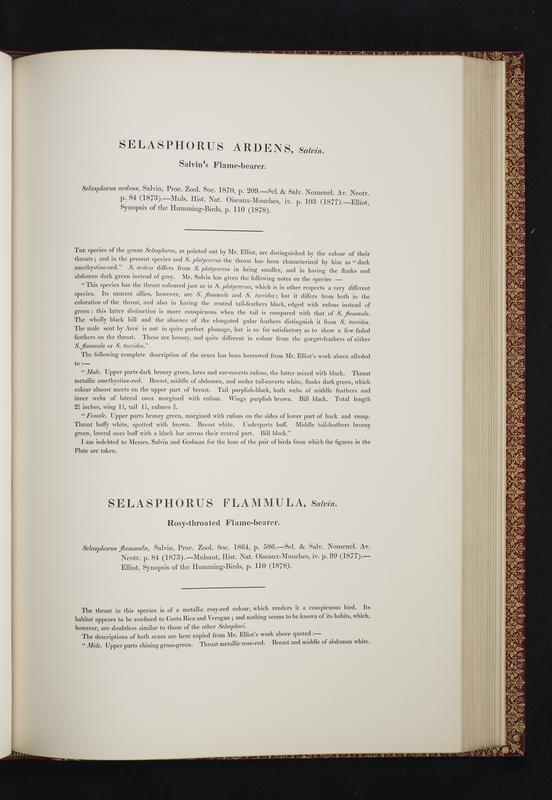 SELASPHORUS ARDENS, Salvin.
Salvin's Flame-bearer.
Selasphorus ardens, Salvin, Proc. Zool. Soc. 1870, p. 209.—Scl. & Salv. Nomencl. Av. Neotr.
p. 84 (1873).—Muls. Hist. Nat. Oiseaux-Mouches, iv. p. 103 (1877).—Elliot,
Synopsis of the Humming-Birds, p. 110 (1878).
THE species of the genus Selasphorus, as pointed out by Mr. Elliot, are distinguished by the colour of their
throats; and in the present species and S. platycercus the throat has been characterized by him as "dark
amethystine-red." S. ardens differs from S. platycercus in being smaller, and in having the flanks and
abdomen dark green instead of grey. Mr. Salvin has given the following notes on the species —
"This species has the throat coloured just as in S. platycercus, which is in other respects a very different
species. Its nearest allies, however, are S. flammula and S. torridus; but it differs from both in the
coloration of the throat, and also in having the central tail-feathers black, edged with rufous instead of
green: this latter distinction is more conspicuous when the tail is compared with that of S. flammula.
The wholly black bill and the absence of the elongated gular feathers distinguish it from S. torridus.
The male sent by Arcé is not in quite perfect plumage, but is so far satisfactory as to show a few faded
feathers on the throat. These are bronzy, and quite different in colour from the gorget-feathers of either
S. flammula or S. torridus."
The following complete description of the sexes has been borrowed from Mr. Elliot's work above alluded
to:—
"Male. Upper parts dark bronzy green, lores and ear-coverts rufous, the latter mixed with black. Throat
metallic amethystine-red. Breast, middle of abdomen, and under tail-coverts white, flanks dark green, which
colour almost meets on the upper part of breast. Tail purplish-black, both webs of middle feathers and
inner webs of lateral ones margined with rufous. Wings purplish brown. Bill black. Total length
inches, wing tail culmen
"Female. Upper parts bronzy green, margined with rufous on the sides of lower part of back and rump.
Throat buffy white, spotted with brown. Breast white. Underparts buff. Middle tail-feathers bronzy
green, lateral ones buff with a black bar across their central part. Bill black."
I am indebted to Messrs. Salvin and Godman for the loan of the pair of birds from which the figures in the
Plate are taken.
SELASPHORUS FLAMMULA, Salvin.
Rosy-throated Flame-bearer.
Selasphorus flammula, Salvin, Proc. Zool. Soc. 1864, p. 586.—Scl. & Salv. Nomencl. Av.
Neotr. p. 84 (1873).—Mulsant, Hist. Nat. Oiseaux-Mouches, iv. p. 99 (1877).—
Elliot, Synopsis of the Humming-Birds, p. 110 (1878).
The throat in this species is of a metallic rosy-red colour, which renders it a conspicuous bird. Its
habitat appears to be confined to Costa Rica and Veragua; and nothing seems to be known of its habits, which,
however, are doubtless similar to those of the other Selasphori.
The descriptions of both sexes are here copied from Mr. Elliot's work above quoted:—
"Male. Upper parts shining grass-green. Throat metallic rose-red. Breast and middle of abdomen white.